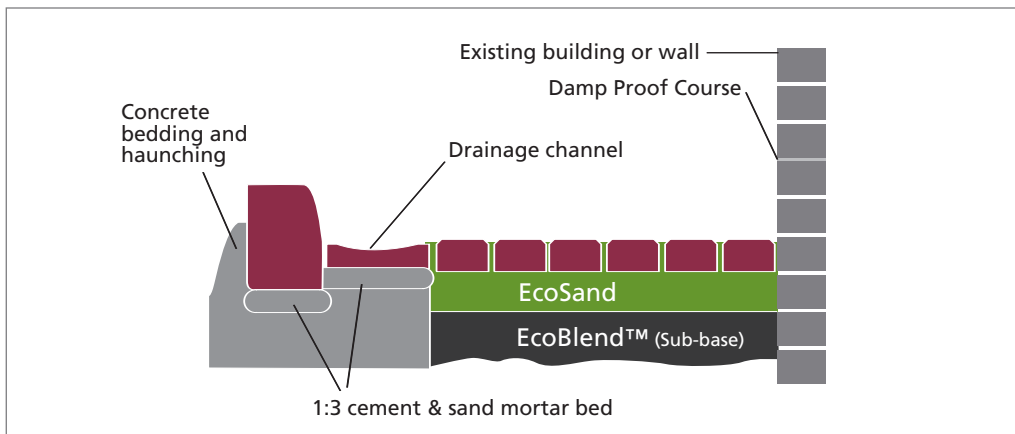 Existing building or wall
Damp Proof Course
Concrete
bedding and
haunching
Drainage channel
EcoSand
EcoBlend™ (Sub-base)
1:3 cement & sand mortar bed